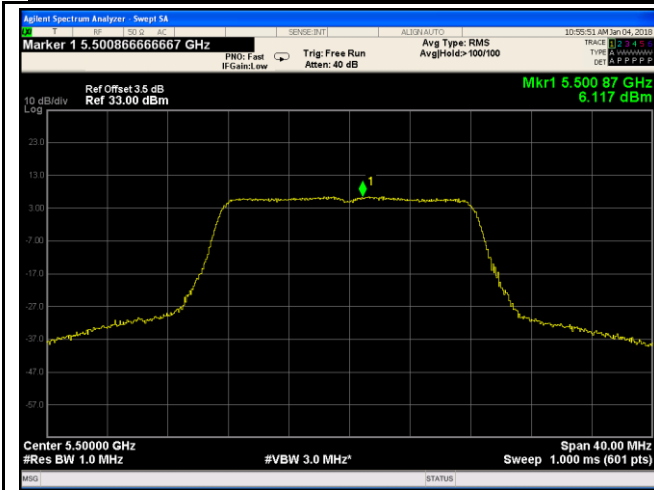 Agilent Spectrum Analyzer - Swept SA
T RF 50 Ω AC SENSE:INT ALIGN AUTO 10:55:51 AM Jan 04, 2018
Marker 1 5.500866666667 GHz
PNO: Fast
IFGain:Low
Trig: Free Run
Atten: 40 dB
Avg Type: RMS
Avg|Hold:>100/100
TRACE 1 2 3 4 5 6
TYPE A WWWWW
DET A P P P P P
Mkr1 5.500 87 GHz
6.117 dBm
Ref Offset 3.5 dB
10 dB/div Ref 33.00 dBm
Log
23.0
13.0
1
3.00
-7.00
-17.0
-27.0
-37.0
-47.0
-57.0
Center 5.50000 GHz Span 40.00 MHz
#Res BW 1.0 MHz #VBW 3.0 MHz* Sweep 1.000 ms (601 pts)
MSG STATUS